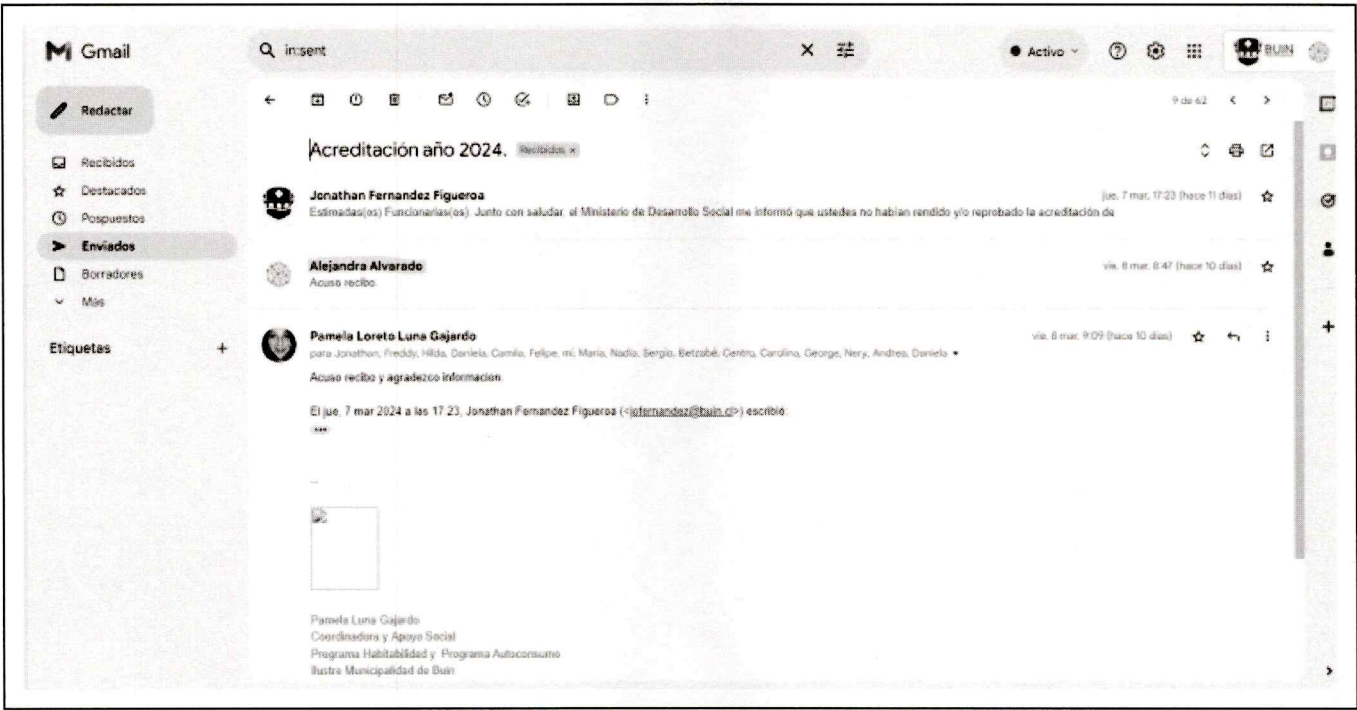 Gmail
in:sent
Activo
BUIN
Redactar
9 de 62
Acreditación año 2024. Recibidos x
Recibidos
Destacados
Pospuestos
Enviados
Borradores
Más
Etiquetas +
Jonathan Fernandez Figueroa
jue, 7 mar, 17:23 (hace 11 días)
Estimadas(os) Funcionarias(os): Junto con saludar, el Ministerio de Desarrollo Social me informó que ustedes no habían rendido y/o reprobado la acreditación de
Alejandra Alvarado
vie, 8 mar, 8:47 (hace 10 días)
Acuso recibo.
Pamela Loreto Luna Gajardo
vie, 8 mar, 9:09 (hace 10 días)
para Jonathan, Freddy, Hilda, Daniela, Camila, Felipe, mí, María, Nadia, Sergio, Betzabé, Centro, Carolina, George, Nery, Andrea, Daniela
Acuso recibo y agradezco informacion
El jue, 7 mar 2024 a las 17:23, Jonathan Fernandez Figueroa (<jofernandez@buin.cl>) escribió:
...
--
Pamela Luna Gajardo
Coordinadora y Apoyo Social
Programa Habitabilidad y Programa Autoconsumo
Ilustre Municipalidad de Buin